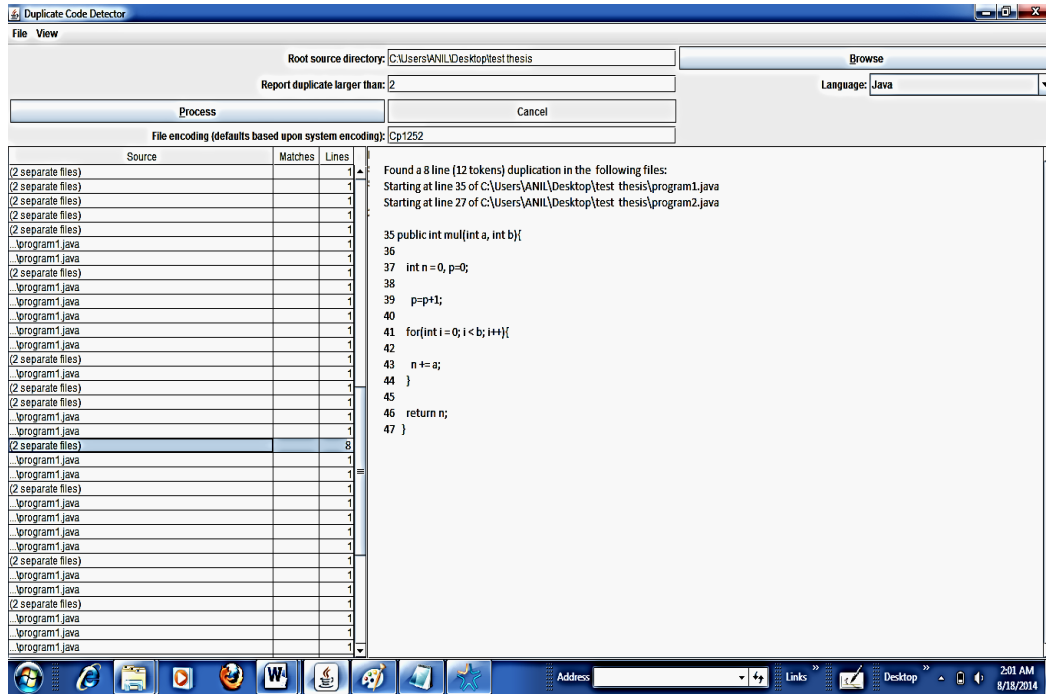 Duplicate Code Detector
File View
Root source directory: C:\Users\ANIL\Desktop\test thesis Browse
Report duplicate larger than: 2 Language: Java
Process Cancel
File encoding (defaults based upon system encoding): Cp1252
Source Matches Lines
(2 separate files) 1
(2 separate files) 1
(2 separate files) 1
(2 separate files) 1
(2 separate files) 1
...\program1.java 1
...\program1.java 1
(2 separate files) 1
...\program1.java 1
...\program1.java 1
...\program1.java 1
...\program1.java 1
...\program1.java 1
(2 separate files) 1
...\program1.java 1
(2 separate files) 1
(2 separate files) 1
...\program1.java 1
...\program1.java 1
(2 separate files) 8
...\program1.java 1
...\program1.java 1
(2 separate files) 1
...\program1.java 1
...\program1.java 1
...\program1.java 1
...\program1.java 1
(2 separate files) 1
...\program1.java 1
...\program1.java 1
(2 separate files) 1
...\program1.java 1
...\program1.java 1
...\program1.java 1
Found a 8 line (12 tokens) duplication in the following files:
Starting at line 35 of C:\Users\ANIL\Desktop\test thesis\program1.java
Starting at line 27 of C:\Users\ANIL\Desktop\test thesis\program2.java
35 public int mul(int a, int b){
36
37 int n = 0, p=0;
38
39 p=p+1;
40
41 for(int i = 0; i < b; i++){
42
43 n += a;
44 }
45
46 return n;
47 }
W Address Links » Desktop » 2:01 AM
8/18/2014